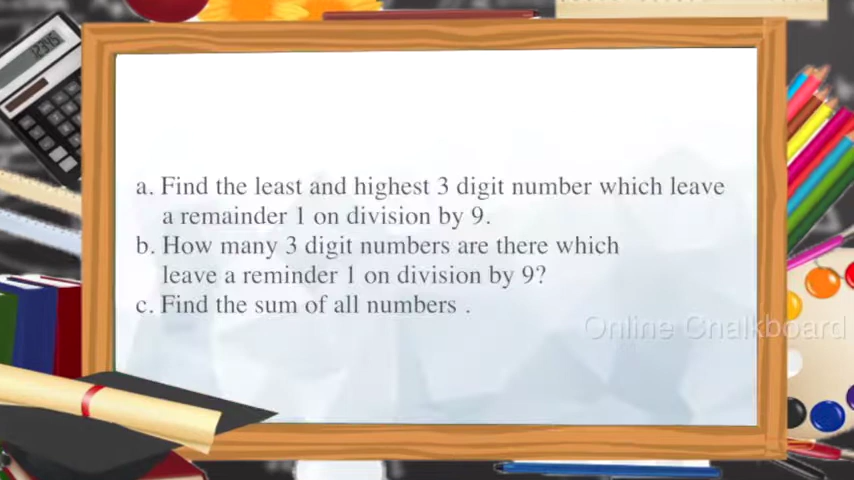 a. Find the least and highest 3 digit number which leave
a remainder 1 on division by 9.
b. How many 3 digit numbers are there which
leave a reminder 1 on division by 9?
c. Find the sum of all numbers .
Online Chalkboard